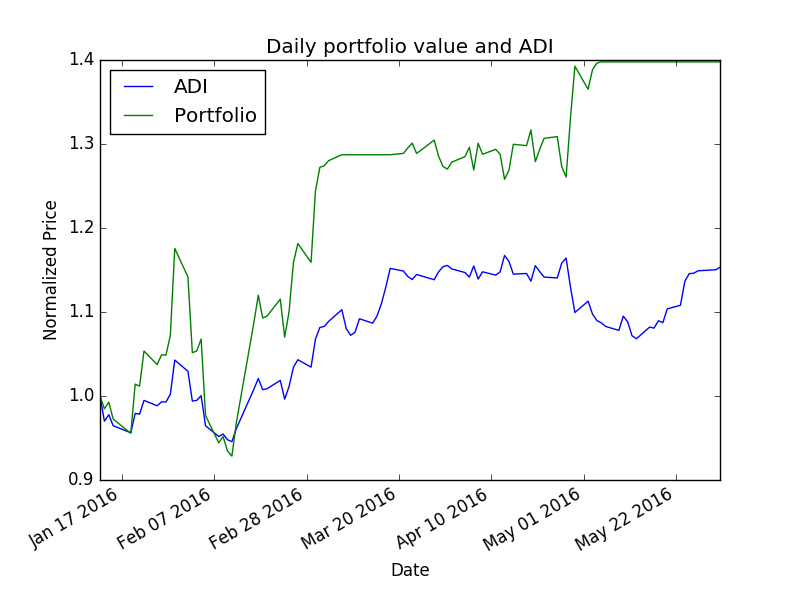 Daily portfolio value and ADI
ADI
Portfolio
1.4
1.3
1.2
1.1
1.0
0.9
Normalized Price
Jan 17 2016
Feb 07 2016
Feb 28 2016
Mar 20 2016
Apr 10 2016
May 01 2016
May 22 2016
Date